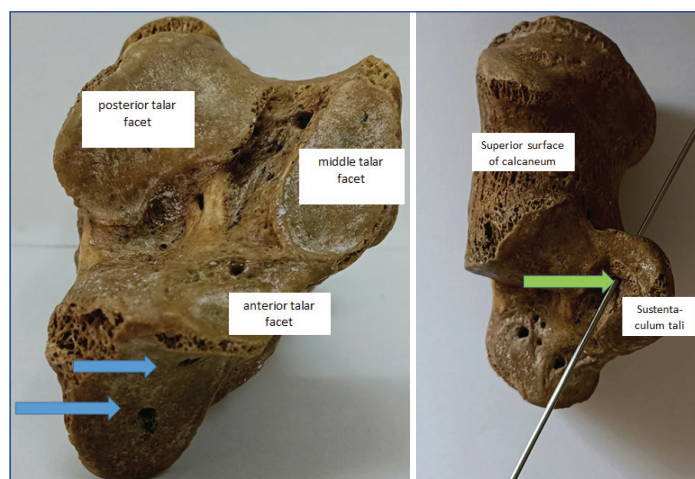 posterior talar
facet
middle talar
facet
anterior talar
facet
Superior surface
of calcaneum
Sustenta-
culum tali